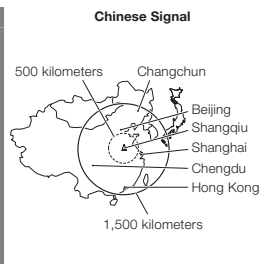 Chinese Signal
500 kilometers
Changchun
Beijing
Shangqiu
Shanghai
Chengdu
Hong Kong
1,500 kilometers